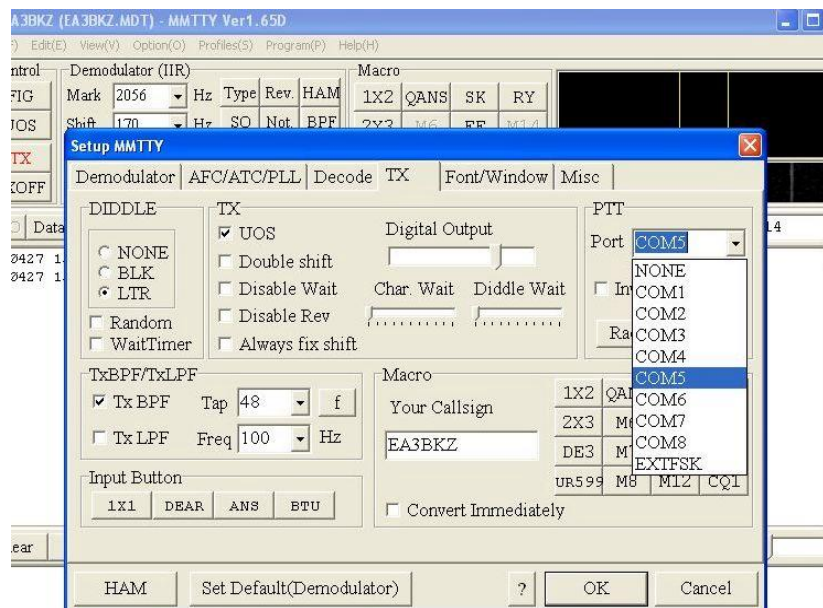 A3BKZ (EA3BKZ.MDT) - MMTTY Ver1.65D
Edit(E) View(V) Option(O) Profiles(S) Program(P) Help(H)
ntrol Demodulator (IIR) Macro
FIG Mark 2056 Hz Type Rev. HAM 1X2 QANS SK RY
UOS Shift 170 Hz SQ Not. BPF 2X3 M6 EE M14
TX
XOFF
Data
0427 1
0427 1
14
ear
Setup MMTTY
Demodulator AFC/ATC/PLL Decode TX Font/Window Misc
DIDDLE
NONE
BLK
LTR
Random
WaitTimer
TX
UOS
Double shift
Disable Wait
Disable Rev
Always fix shift
Digital Output
Char. Wait Diddle Wait
PTT
Port COM5
In
Ra
NONE
COM1
COM2
COM3
COM4
COM5
COM6
COM7
COM8
EXTFSK
TxBPF/TxLPF
Tx BPF Tap 48 f
Tx LPF Freq 100 Hz
Input Button
1X1 DEAR ANS BTU
Macro
Your Callsign
EA3BKZ
Convert Immediately
1X2 QA
2X3 M6
DE3 M
UR599 M8 M12 CQ1
HAM Set Default(Demodulator) ? OK Cancel